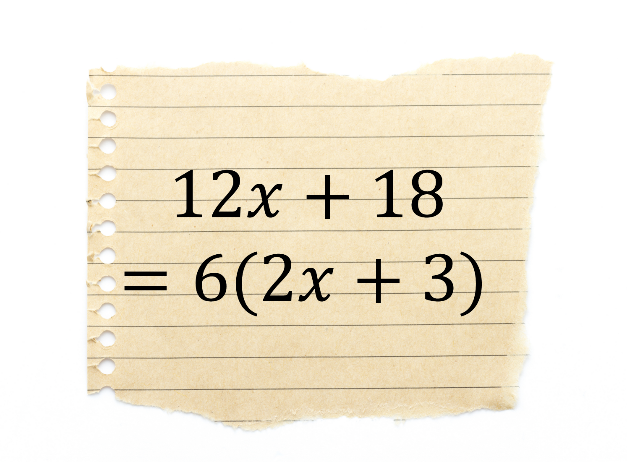 12x + 18
= 6(2x + 3)